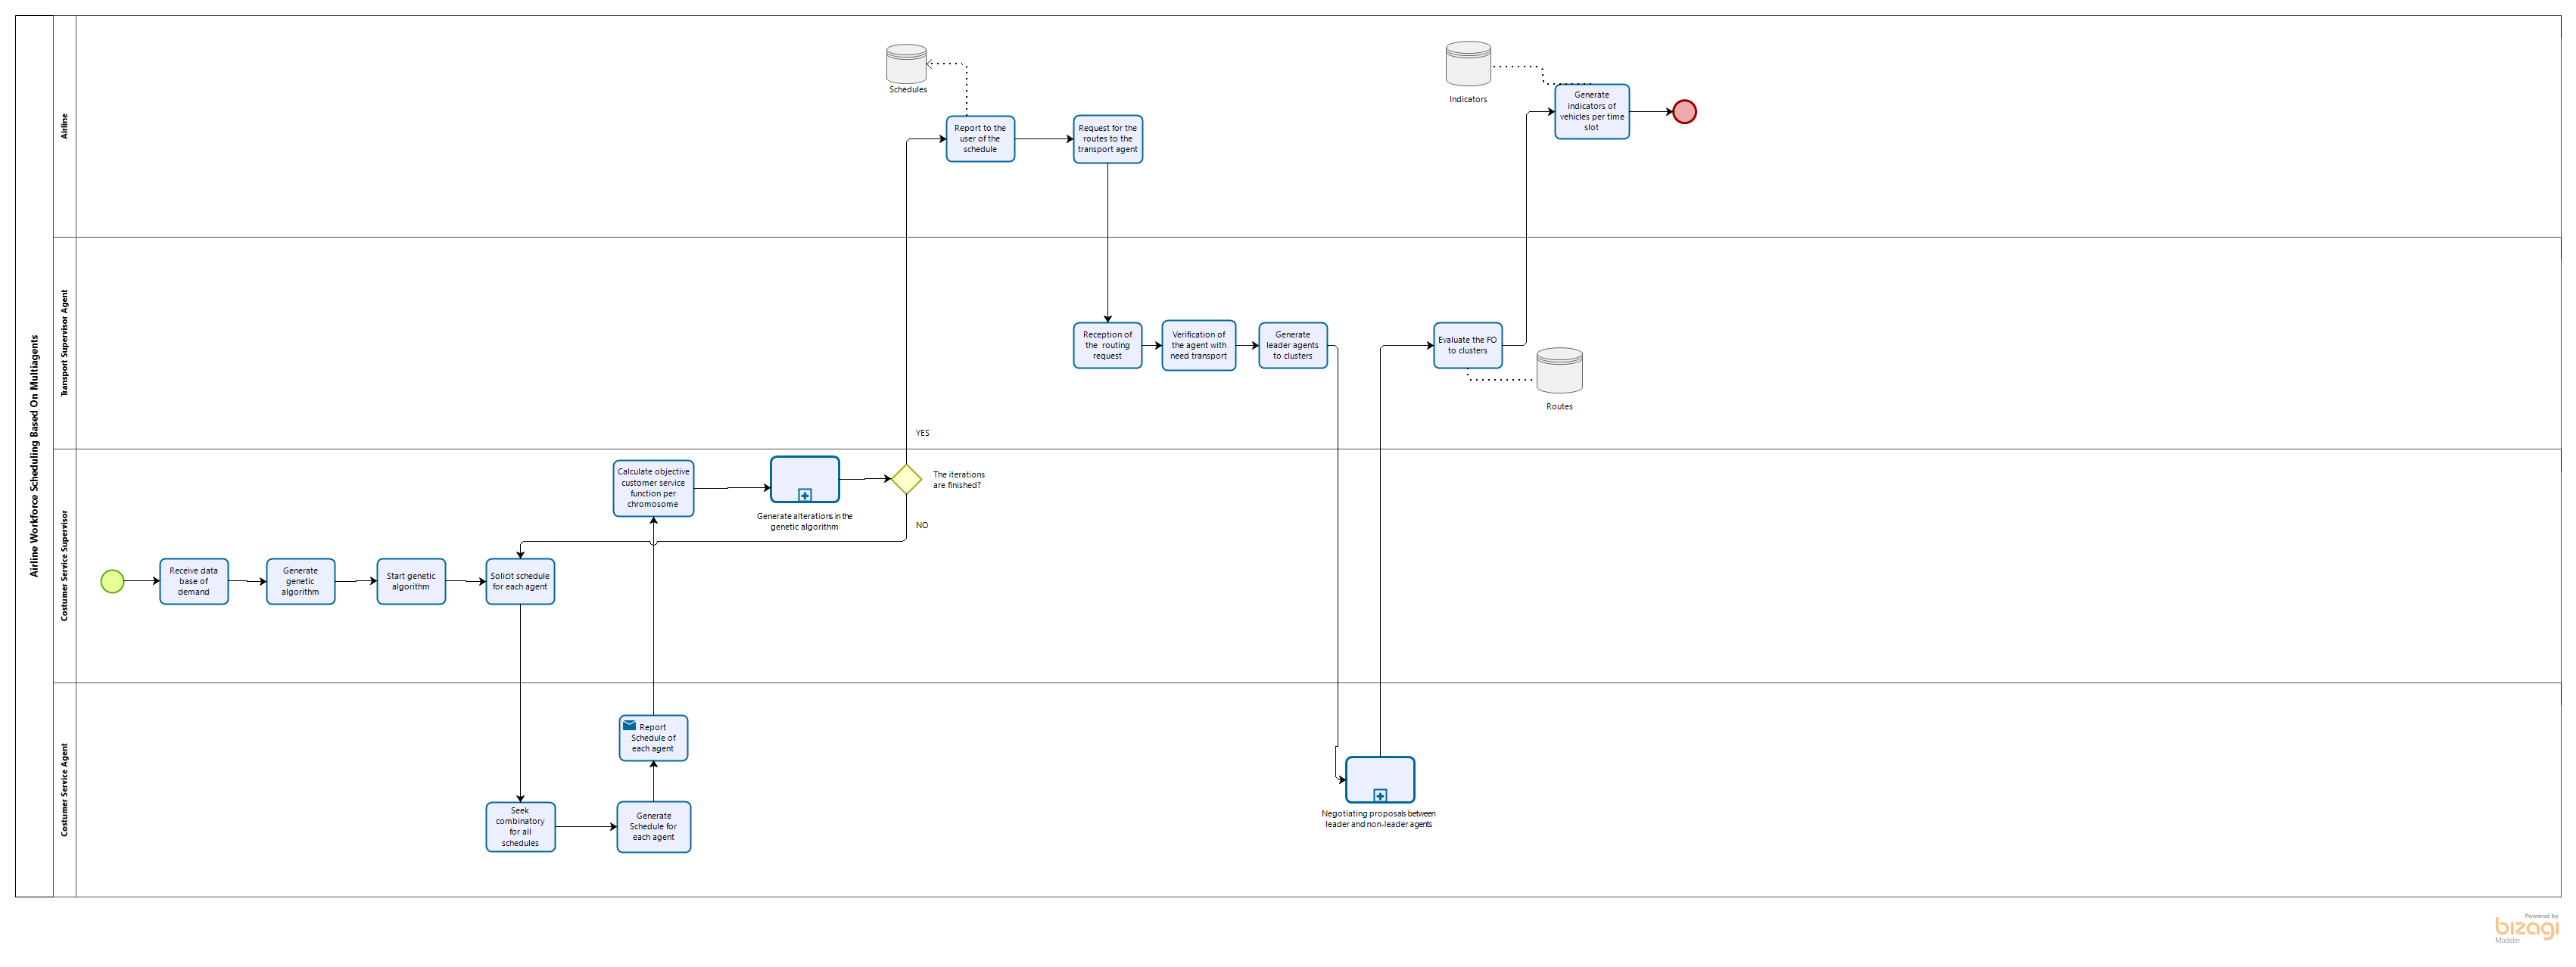 Airline Workforce Scheduling Based On Multiagents
Airline
Schedules
Report to the
user of the
schedule
Request for the
routes to the
transport agent
Indicators
Generate
indicators of
vehicles per time
slot
Transport Supervisor Agent
Reception of
the routing
request
Verification of
the agent with
need transport
Generate
leader agents
to clusters
Evaluate the FO
to clusters
Routes
YES
Costumer Service Supervisor
Receive data
base of
demand
Generate
genetic
algorithm
Start genetic
algorithm
Solicit schedule
for each agent
Calculate objective
customer service
function per
chromosome
Generate alterations in the
genetic algorithm
The iterations
are finished?
NO
Costumer Service Agent
Seek
combinatory
for all
schedules
Generate
Schedule for
each agent
Report
Schedule of
each agent
Negotiating proposals between
leader and non-leader agents
Powered by
bizagi
Modeler